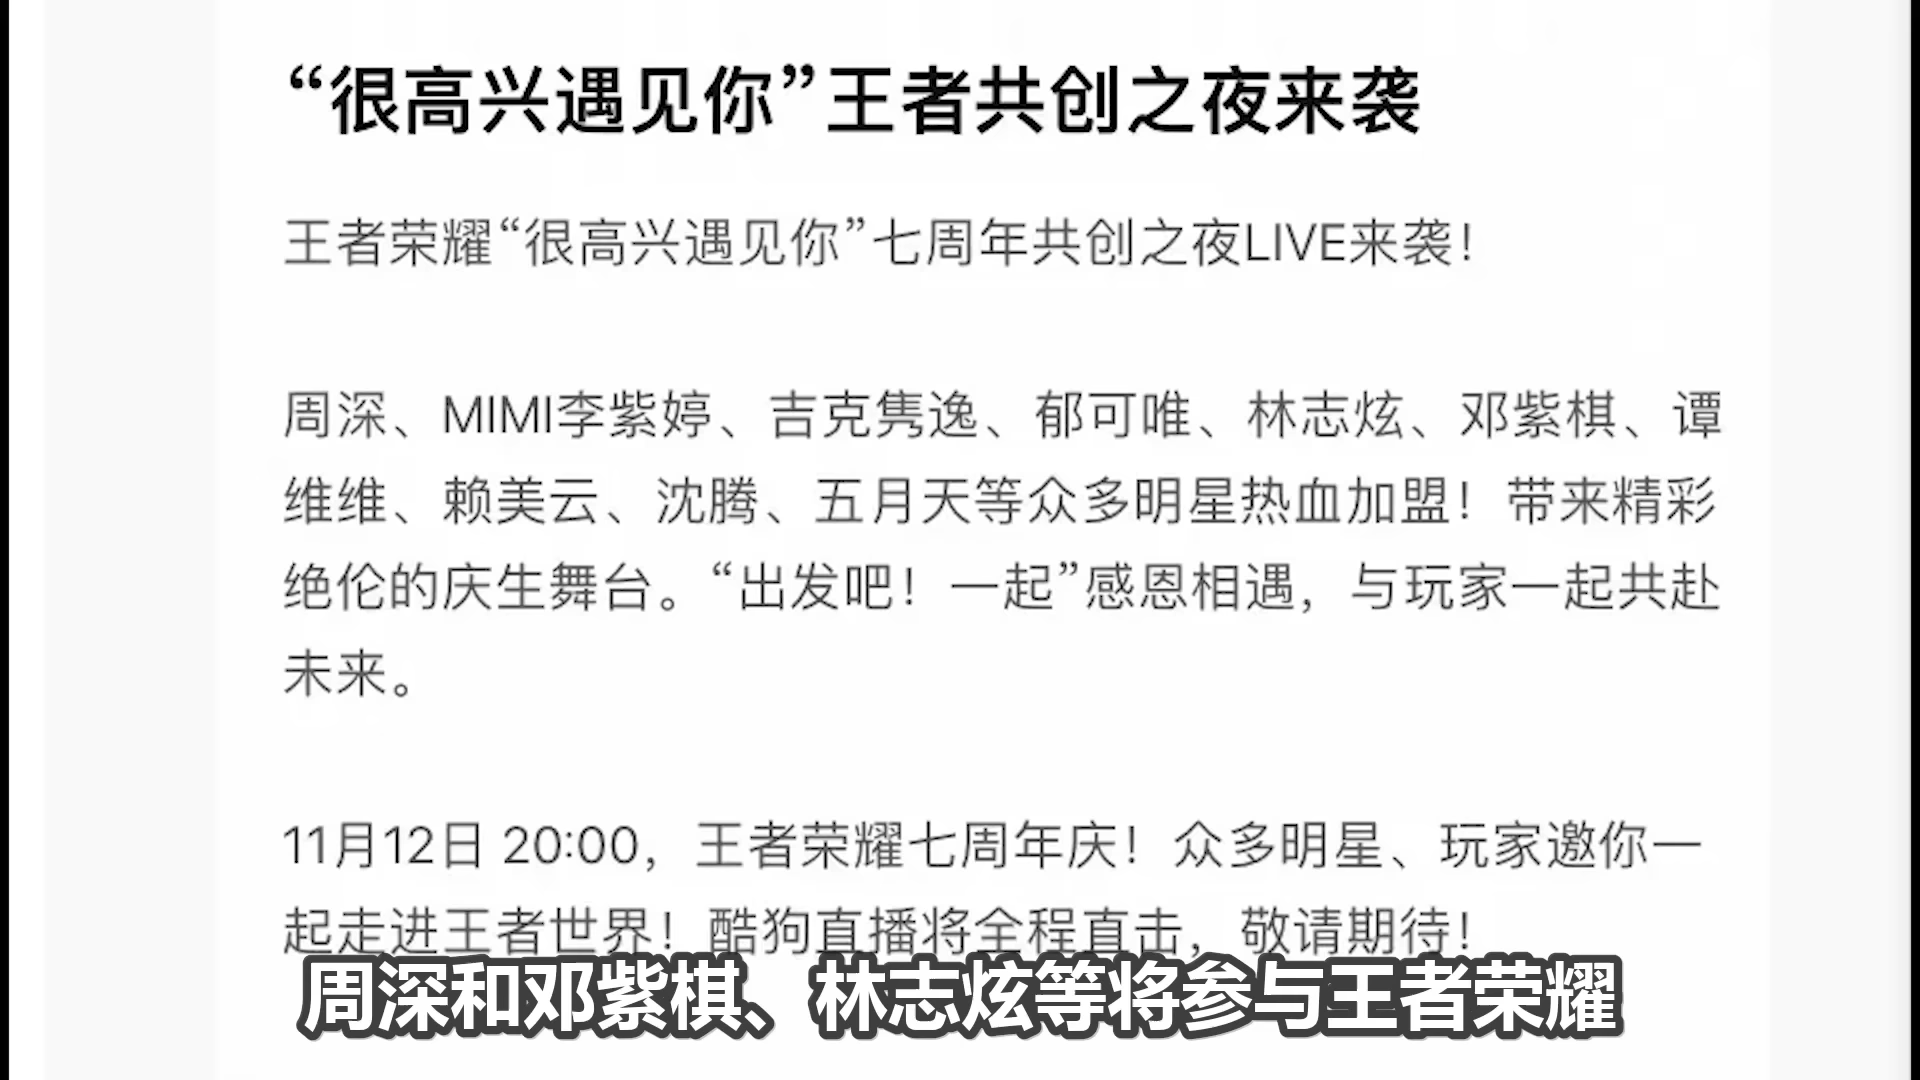 “很高兴遇见你”王者共创之夜来袭
王者荣耀“很高兴遇见你”七周年共创之夜LIVE来袭！
周深、MIMI李紫婷、吉克隽逸、郁可唯、林志炫、邓紫棋、谭
维维、赖美云、沈腾、五月天等众多明星热血加盟！带来精彩
绝伦的庆生舞台。“出发吧！一起”感恩相遇，与玩家一起共赴
未来。
11月12日 20:00，王者荣耀七周年庆！众多明星、玩家邀你一
起走进王者世界！酷狗直播将全程直击，敬请期待！
周深和邓紫棋、林志炫等将参与王者荣耀